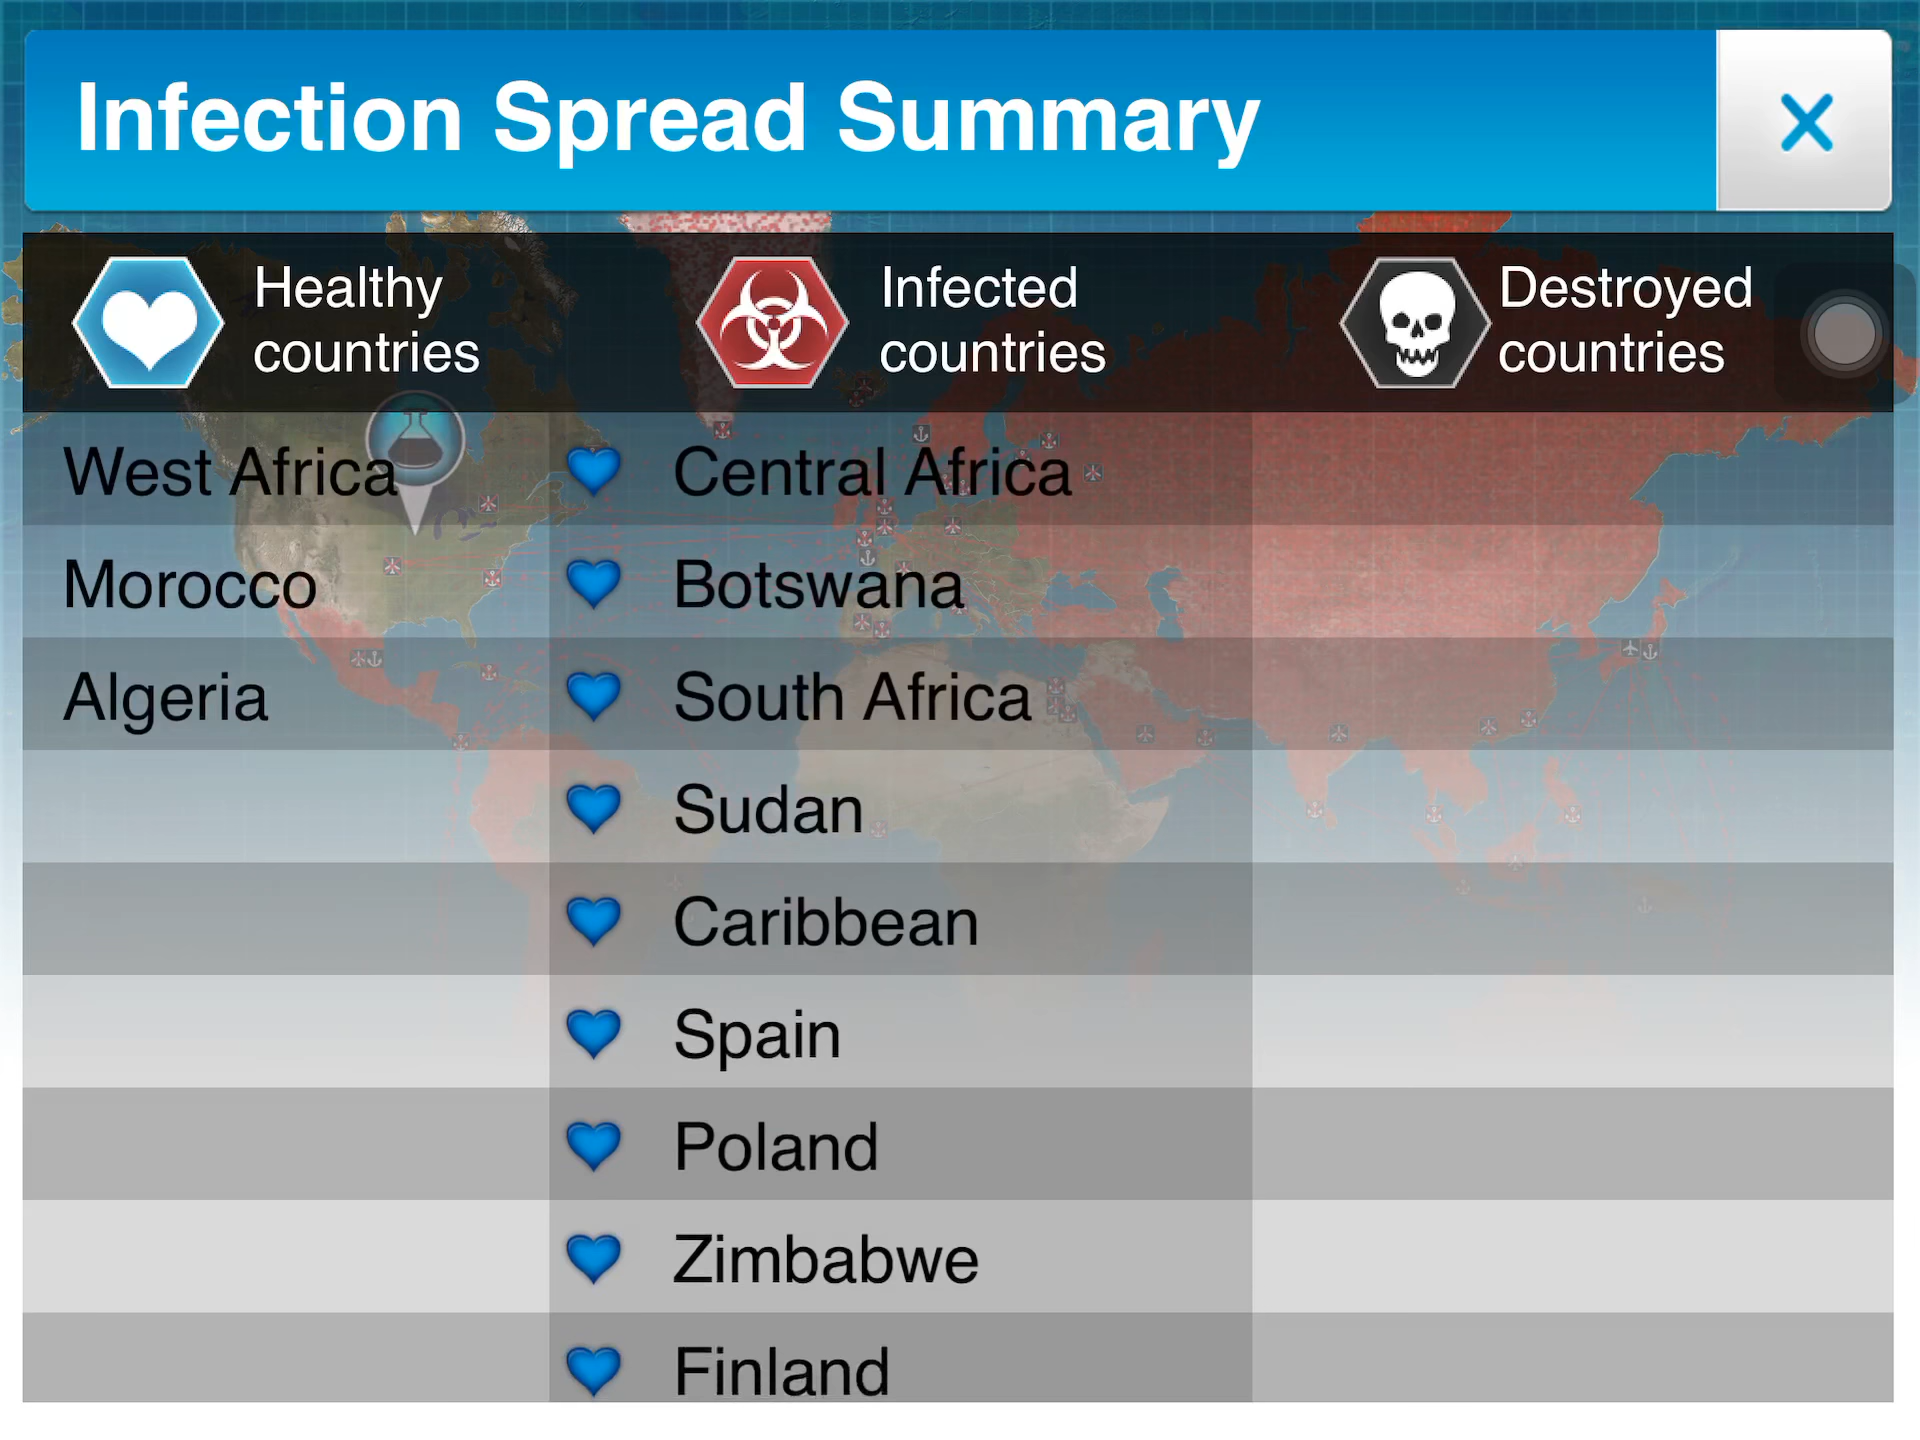 Infection Spread Summary
Healthy
countries
Infected
countries
Destroyed
countries
West Africa
Central Africa
Morocco
Botswana
Algeria
South Africa
Sudan
Caribbean
Spain
Poland
Zimbabwe
Finland